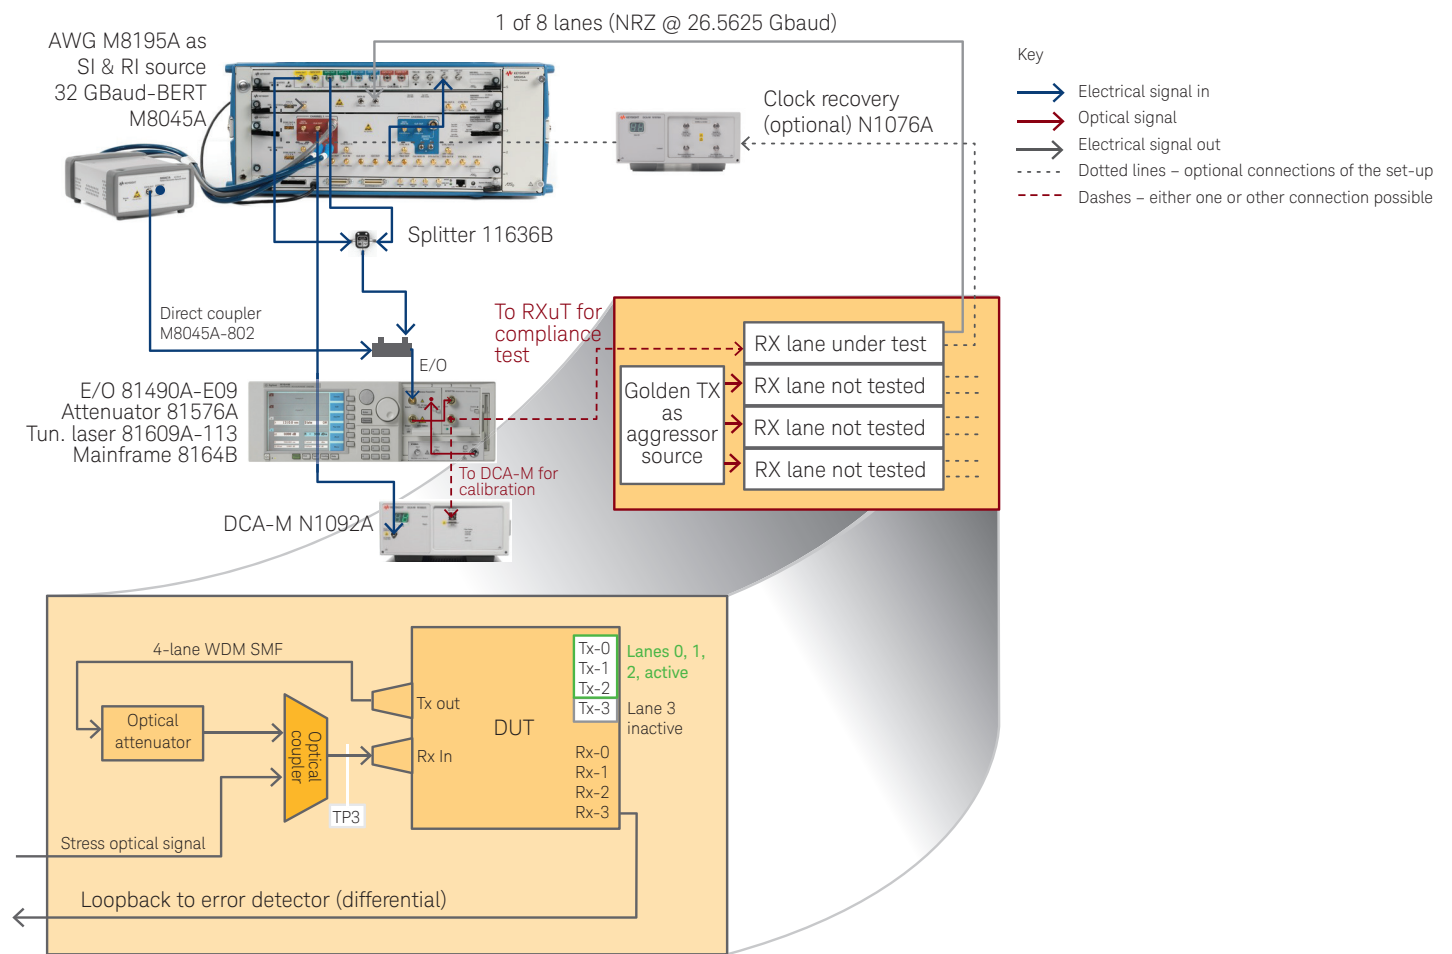 1 of 8 lanes (NRZ @ 26.5625 Gbaud)
AWG M8195A as
SI & RI source
32 GBaud-BERT
M8045A
Clock recovery
(optional) N1076A
Key
Electrical signal in
Optical signal
Electrical signal out
Dotted lines – optional connections of the set-up
Dashes – either one or other connection possible
Splitter 11636B
Direct coupler
M8045A-802
E/O
To RXuT for
compliance
test
RX lane under test
RX lane not tested
RX lane not tested
RX lane not tested
Golden TX
as
aggressor
source
E/O 81490A-E09
Attenuator 81576A
Tun. laser 81609A-113
Mainframe 8164B
To DCA-M for
calibration
DCA-M N1092A
4-lane WDM SMF
Optical
attenuator
Optical
coupler
Tx out
Rx In
DUT
Tx-0
Tx-1
Tx-2
Tx-3
Lanes 0, 1,
2, active
Lane 3
inactive
Rx-0
Rx-1
Rx-2
Rx-3
TP3
Stress optical signal
Loopback to error detector (differential)